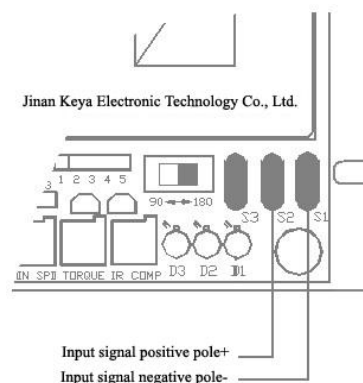 Jinan Keya Electronic Technology Co., Ltd.
3 1 2 3 4 5
90 180
S3 S2 S1
SPD TORQUE IR COMP D3 D2 D1
Input signal positive pole+
Input signal negative pole-